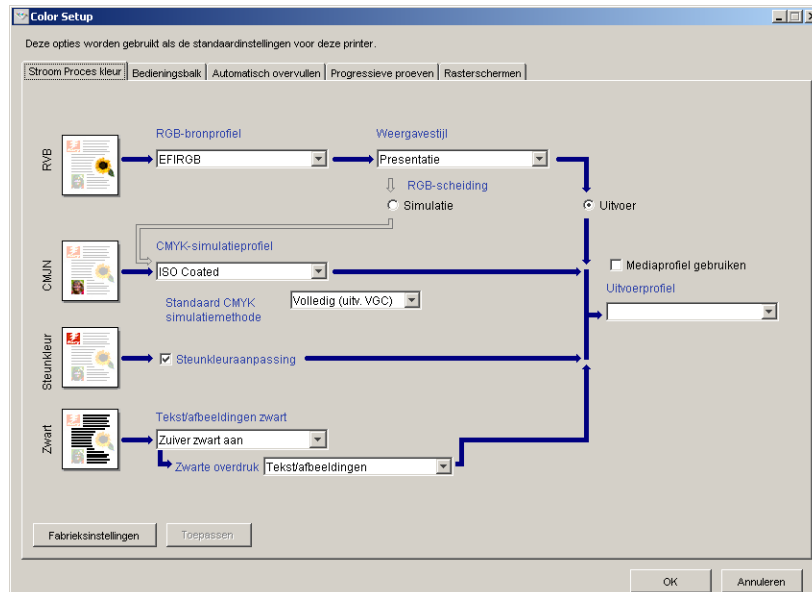 Color Setup
Deze opties worden gebruikt als de standaardinstellingen voor deze printer.
Stroom Proces kleur Bedieningsbalk Automatisch overvullen Progressieve proeven Rasterschermen
RVB
RGB-bronprofiel
EFIRGB
Weergavestijl
Presentatie
RGB-scheiding
Simulatie
Uitvoer
CMJN
CMYK-simulatieprofiel
ISO Coated
Mediaprofiel gebruiken
Uitvoerprofiel
Standaard CMYK
simulatiemethode
Volledig (uitv. VGC)
Steunkleur
Steunkleuraanpassing
Zwart
Tekst/afbeeldingen zwart
Zuiver zwart aan
Zwarte overdruk
Tekst/afbeeldingen
Fabrieksinstellingen
Toepassen
OK
Annuleren